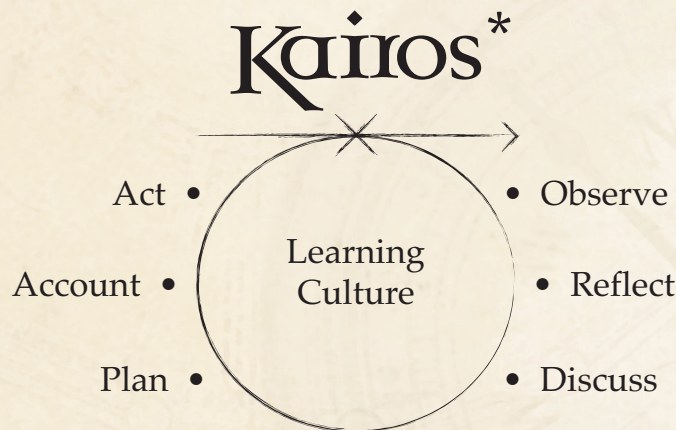 Kairos*
Act • • Observe
Learning
Culture
Account • • Reflect
Plan • • Discuss